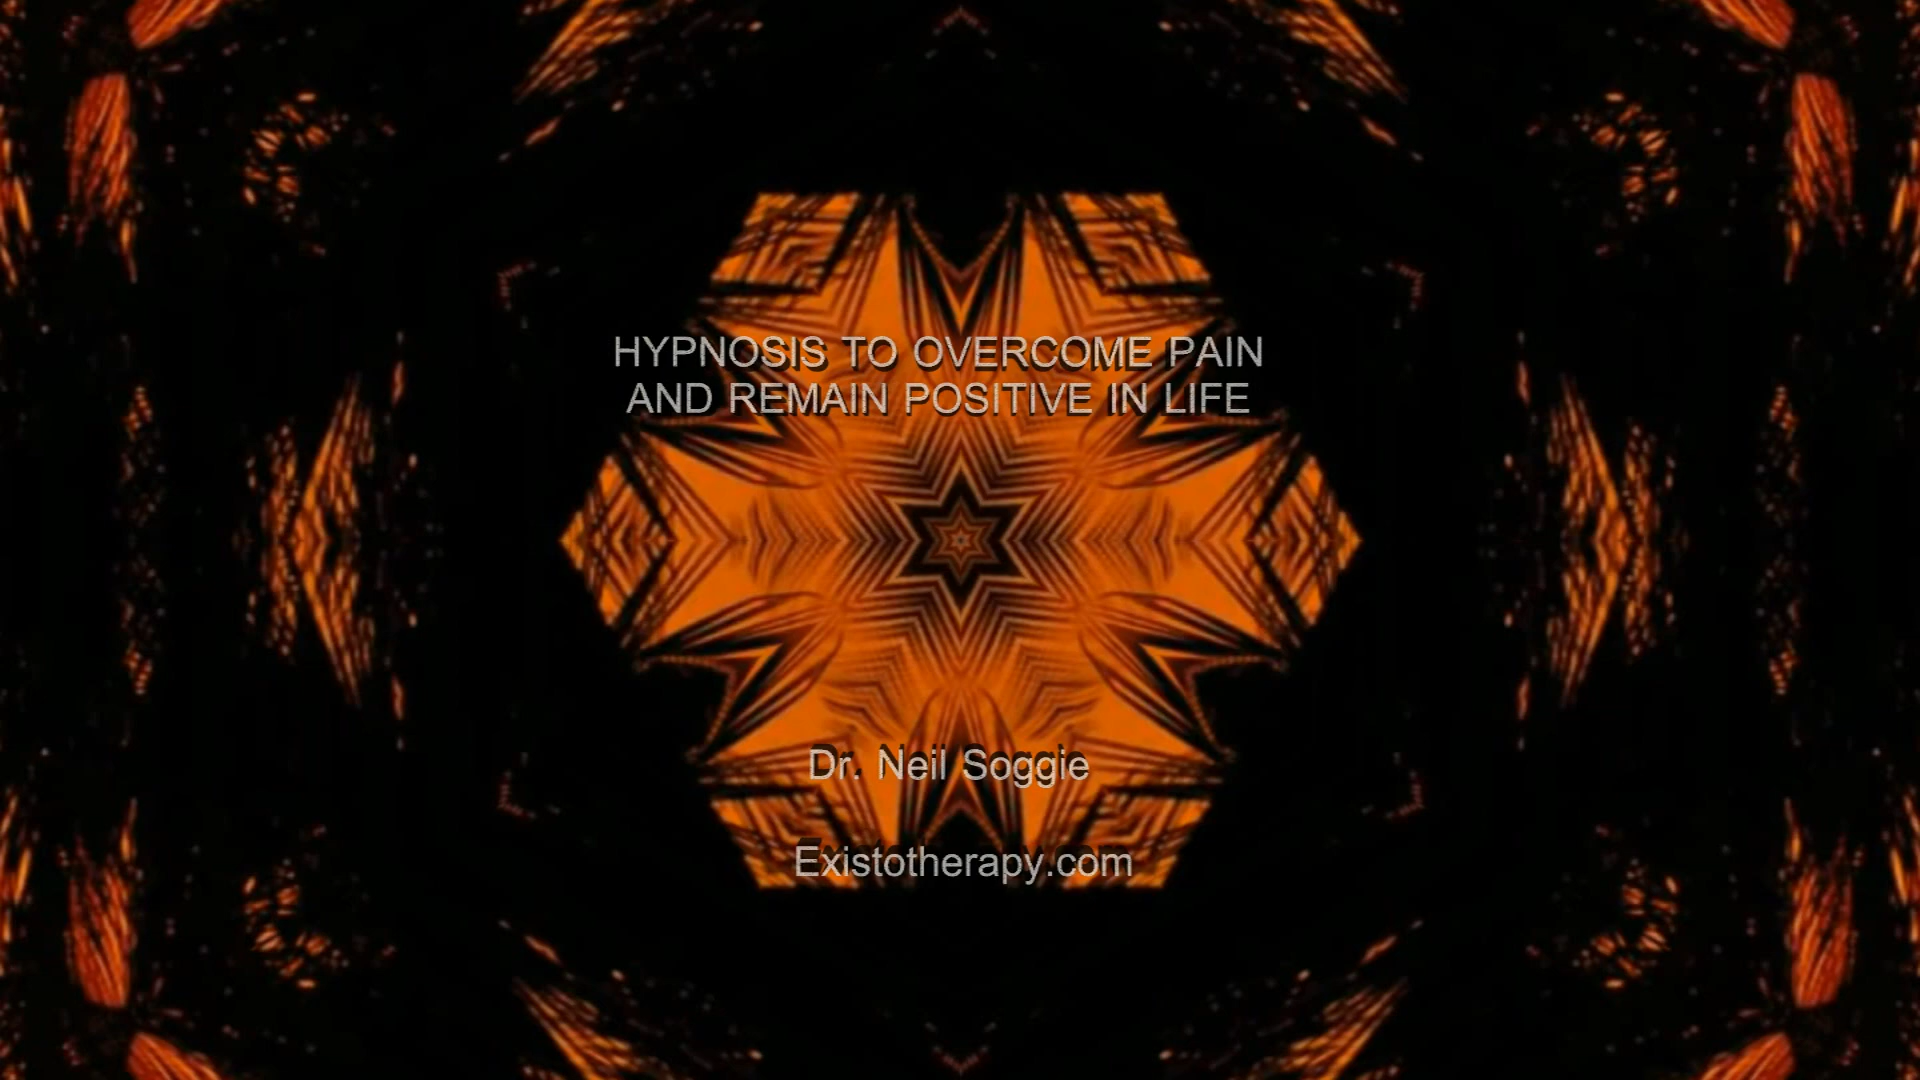 HYPNOSIS TO OVERCOME PAIN
AND REMAIN POSITIVE IN LIFE
Dr. Neil Soggie
Existotherapy.com